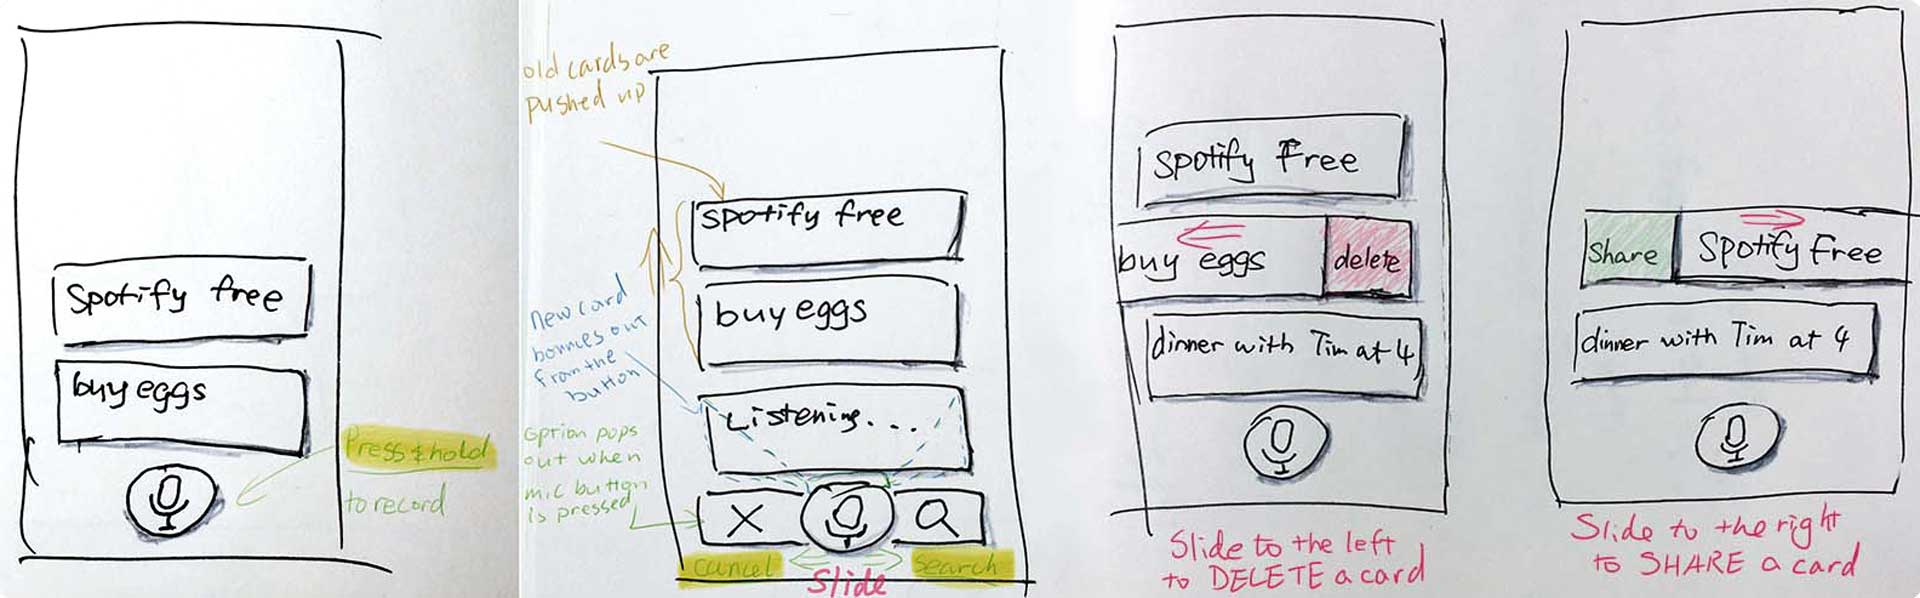 Spotify free
buy eggs
Press & hold
to record
old cards are
pushed up
spotify free
buy eggs
new card
bounces out
from the
button
Listening...
option pops
out when
mic button
is pressed
X
cancel
Slide
search
Spotify Free
buy eggs
delete
dinner with Tim at 4
Slide to the left
to DELETE a card
Share
Spotify Free
dinner with Tim at 4
Slide to the right
to SHARE a card